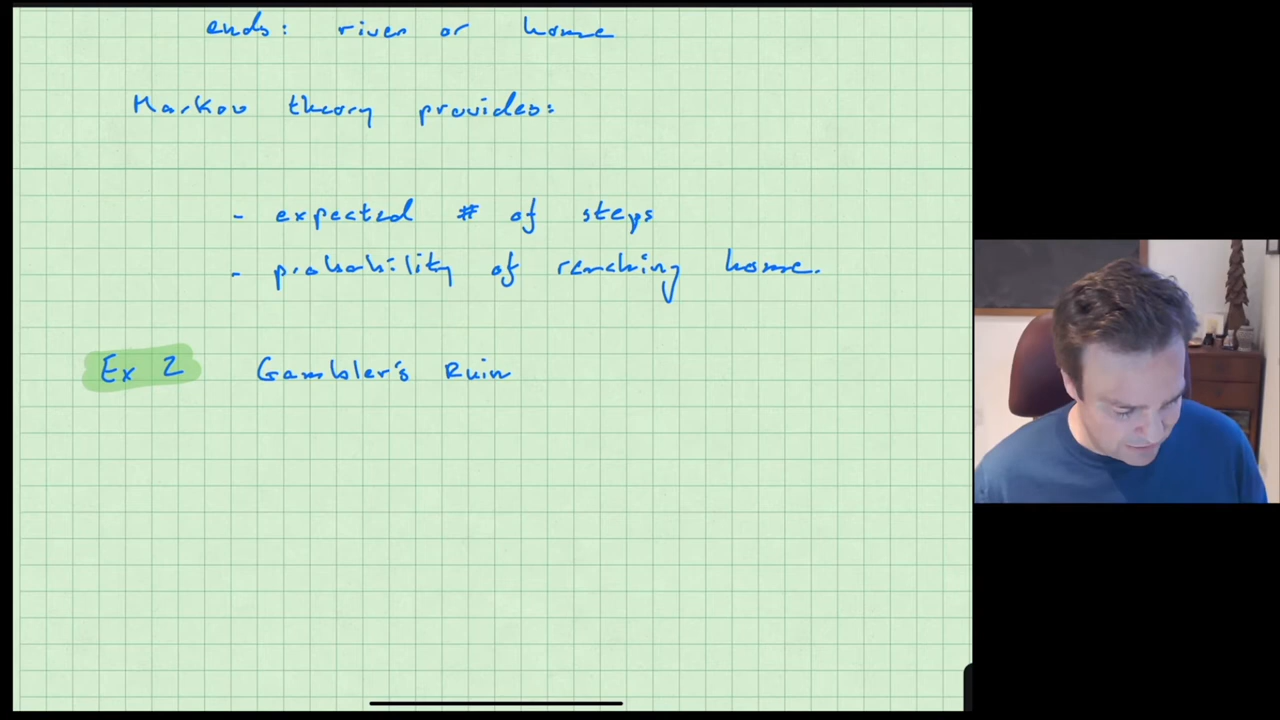 ends: river or home
Markov theory provides:
- expected # of steps
- probability of reaching home.
Ex 2 Gambler's Ruin